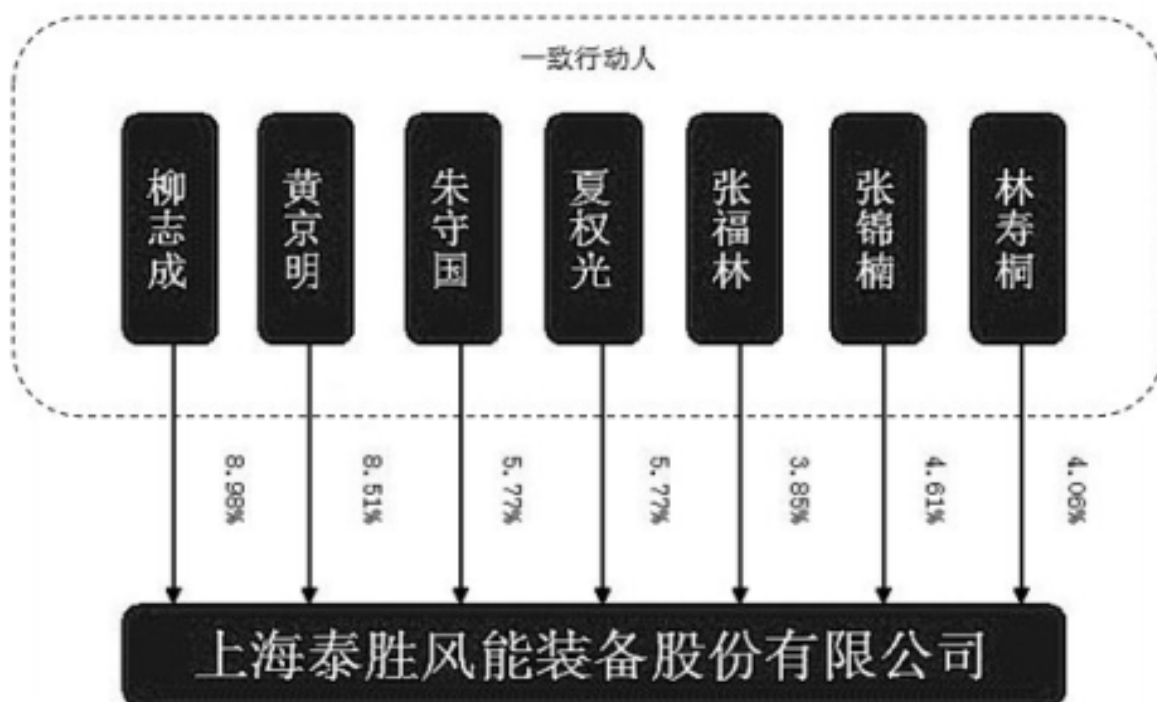 一致行动人
柳志成
黄京明
朱守国
夏权光
张福林
张锦楠
林寿桐
8.98%
8.51%
5.77%
5.77%
3.85%
4.61%
4.06%
上海泰胜风能装备股份有限公司